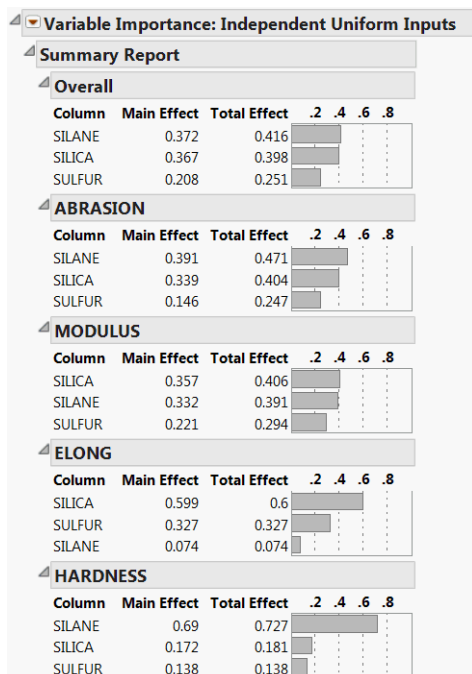 Variable Importance: Independent Uniform Inputs
Summary Report
Overall
Column Main Effect Total Effect .2 .4 .6 .8
SILANE 0.372 0.416
SILICA 0.367 0.398
SULFUR 0.208 0.251
ABRASION
Column Main Effect Total Effect .2 .4 .6 .8
SILANE 0.391 0.471
SILICA 0.339 0.404
SULFUR 0.146 0.247
MODULUS
Column Main Effect Total Effect .2 .4 .6 .8
SILICA 0.357 0.406
SILANE 0.332 0.391
SULFUR 0.221 0.294
ELONG
Column Main Effect Total Effect .2 .4 .6 .8
SILICA 0.599 0.6
SULFUR 0.327 0.327
SILANE 0.074 0.074
HARDNESS
Column Main Effect Total Effect .2 .4 .6 .8
SILANE 0.69 0.727
SILICA 0.172 0.181
SULFUR 0.138 0.138